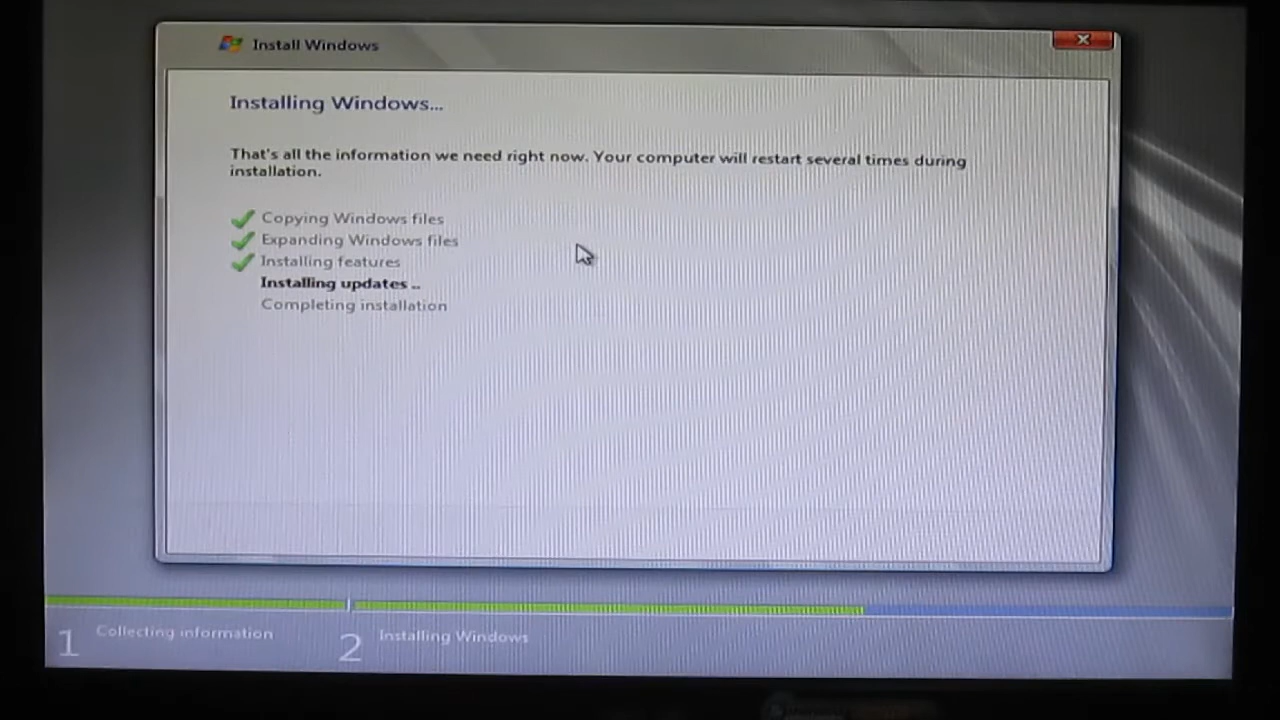 Install Windows
Installing Windows...
That's all the information we need right now. Your computer will restart several times during
installation.
Copying Windows files
Expanding Windows files
Installing features
Installing updates ..
Completing installation
1 Collecting information
2 Installing Windows